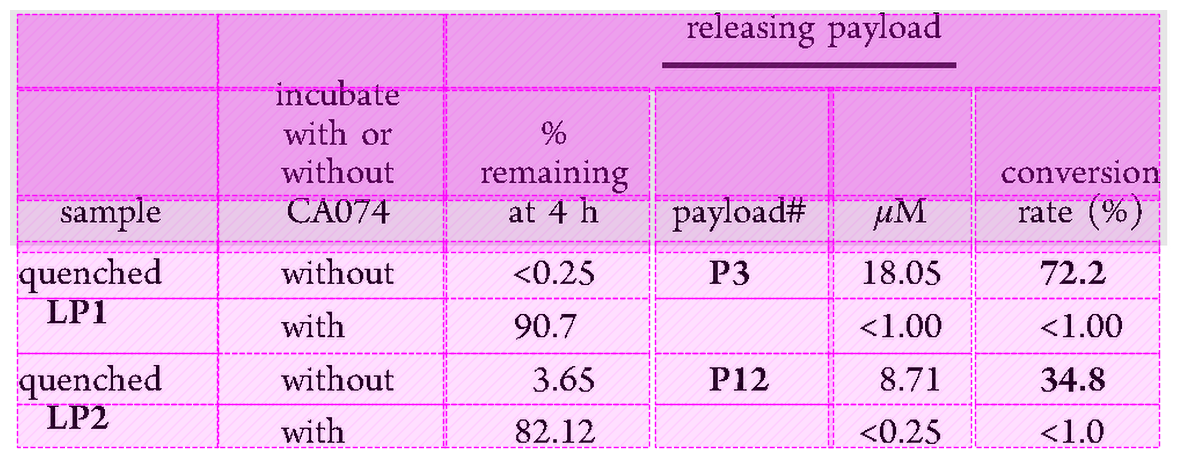 releasing payload
incubate
with or %
without remaining conversion
sample CA074 at 4 h payload# μM rate (%)
quenched without <0.25 P3 18.05 72.2
LP1
with 90.7 <1.00 <1.00
quenched without 3.65 P12 8.71 34.8
LP2
with 82.12 <0.25 <1.0